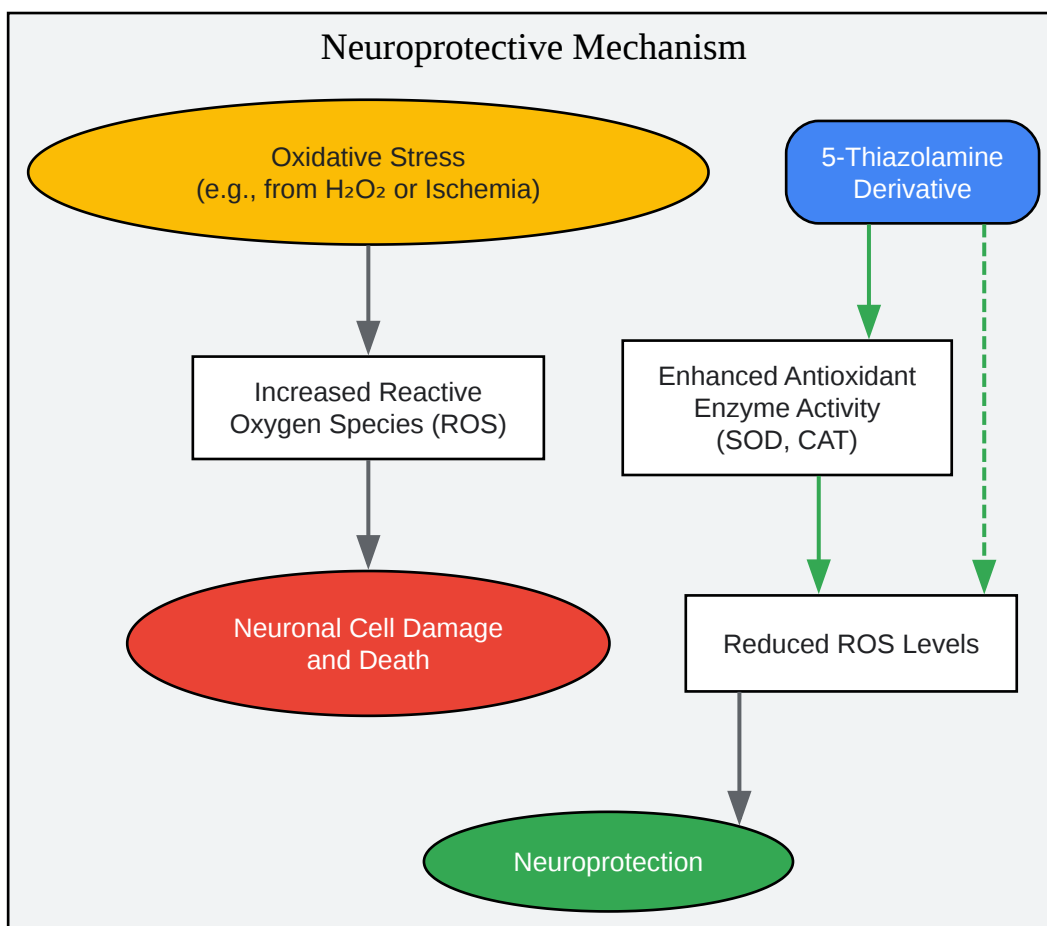 Neuroprotective Mechanism
Oxidative Stress
(e.g., from H₂O₂ or Ischemia)
5-Thiazolamine
Derivative
Increased Reactive
Oxygen Species (ROS)
Enhanced Antioxidant
Enzyme Activity
(SOD, CAT)
Neuronal Cell Damage
and Death
Reduced ROS Levels
Neuroprotection